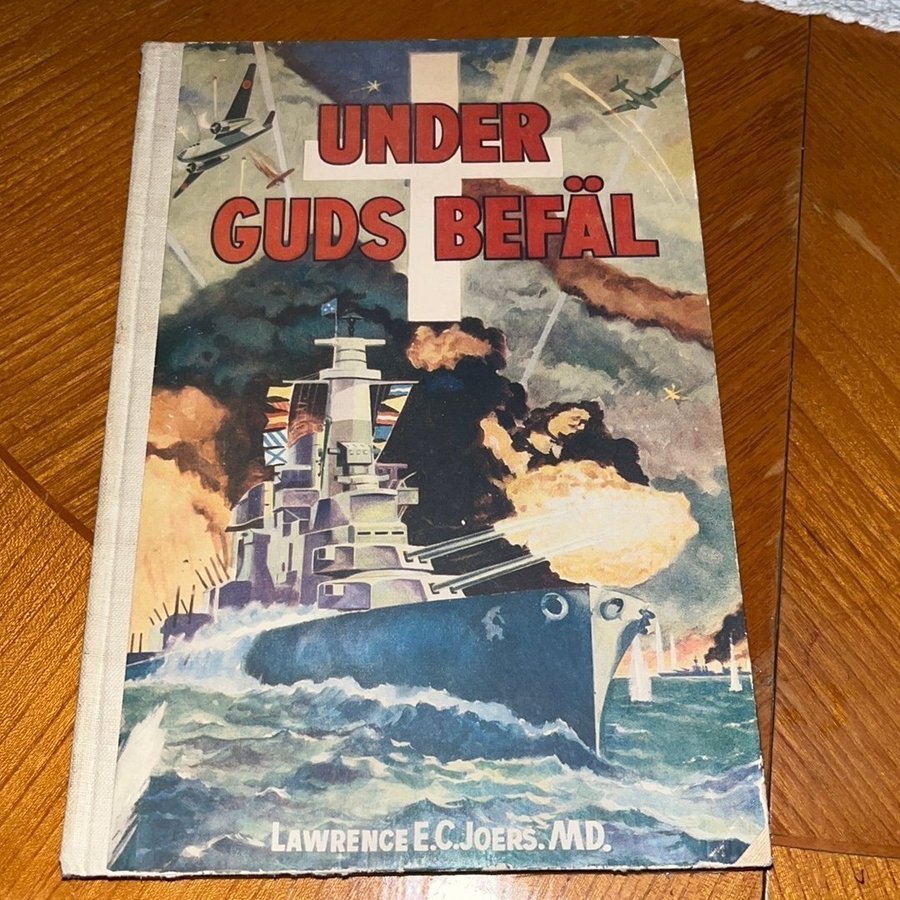 UNDER
GUDS BEFÄL
LAWRENCE E.C. JOERS. MD.